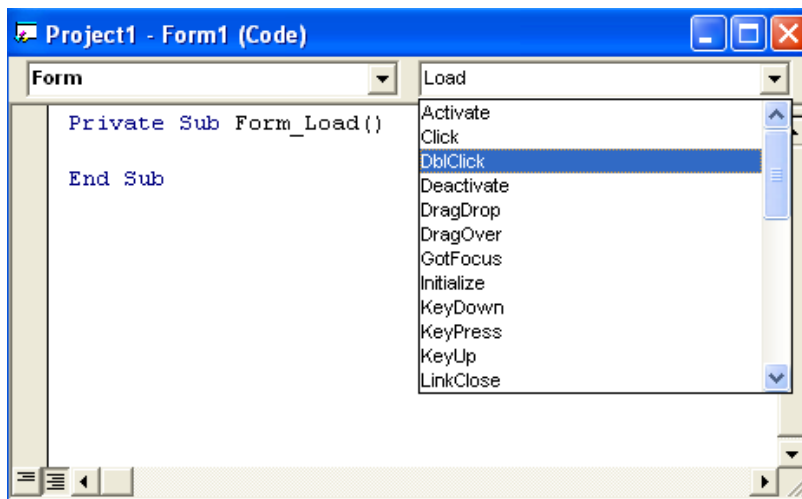 Project1 - Form1 (Code)
Form
Load
Private Sub Form_Load()
End Sub
Activate
Click
DblClick
Deactivate
DragDrop
DragOver
GotFocus
Initialize
KeyDown
KeyPress
KeyUp
LinkClose